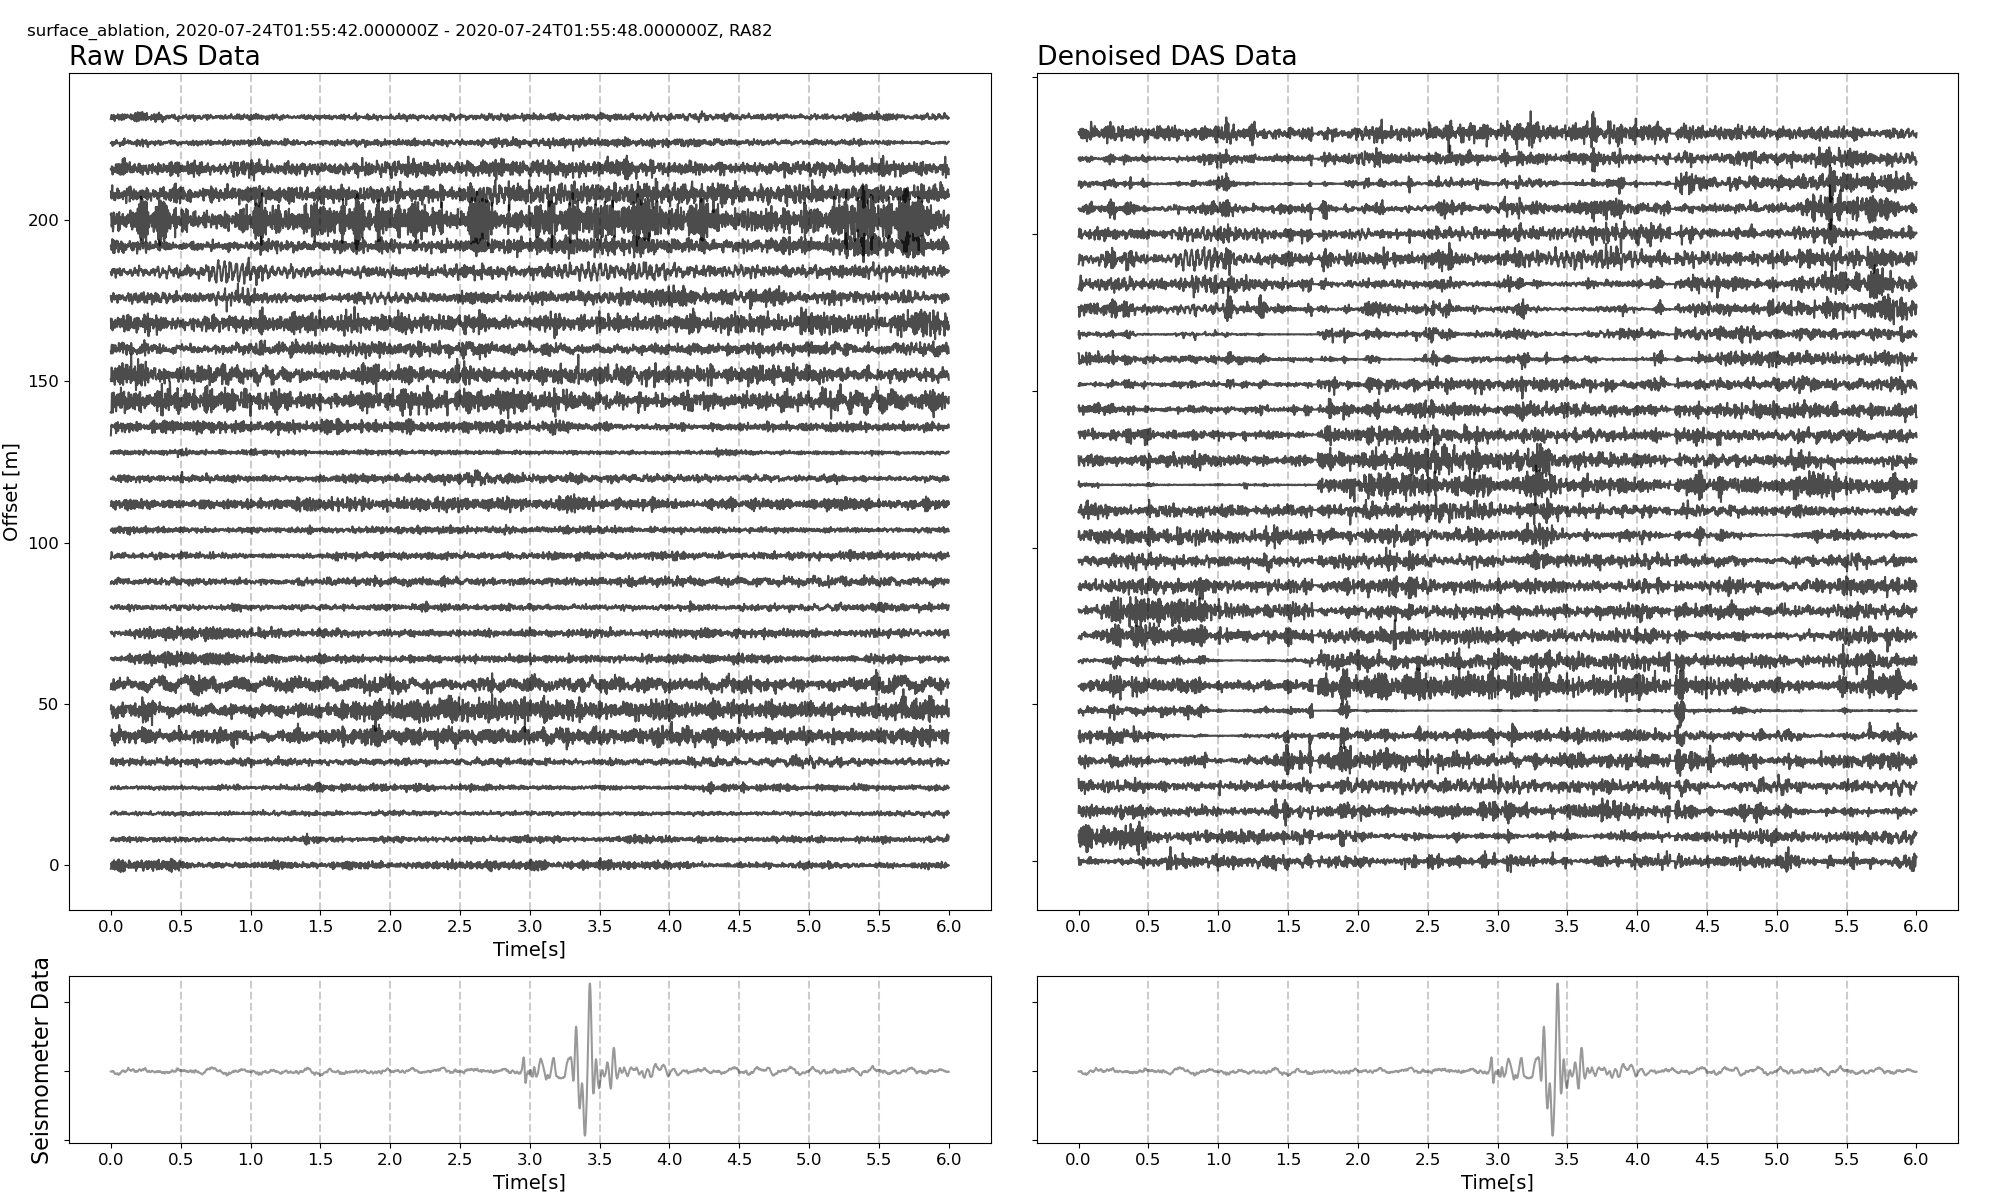 surface_ablation, 2020-07-24T01:55:42.000000Z - 2020-07-24T01:55:48.000000Z, RA82
Raw DAS Data
Denoised DAS Data
Offset [m]
200
150
100
50
0
0.0 0.5 1.0 1.5 2.0 2.5 3.0 3.5 4.0 4.5 5.0 5.5 6.0
Time[s]
0.0 0.5 1.0 1.5 2.0 2.5 3.0 3.5 4.0 4.5 5.0 5.5 6.0
Seismometer Data
0.0 0.5 1.0 1.5 2.0 2.5 3.0 3.5 4.0 4.5 5.0 5.5 6.0
Time[s]
0.0 0.5 1.0 1.5 2.0 2.5 3.0 3.5 4.0 4.5 5.0 5.5 6.0
Time[s]